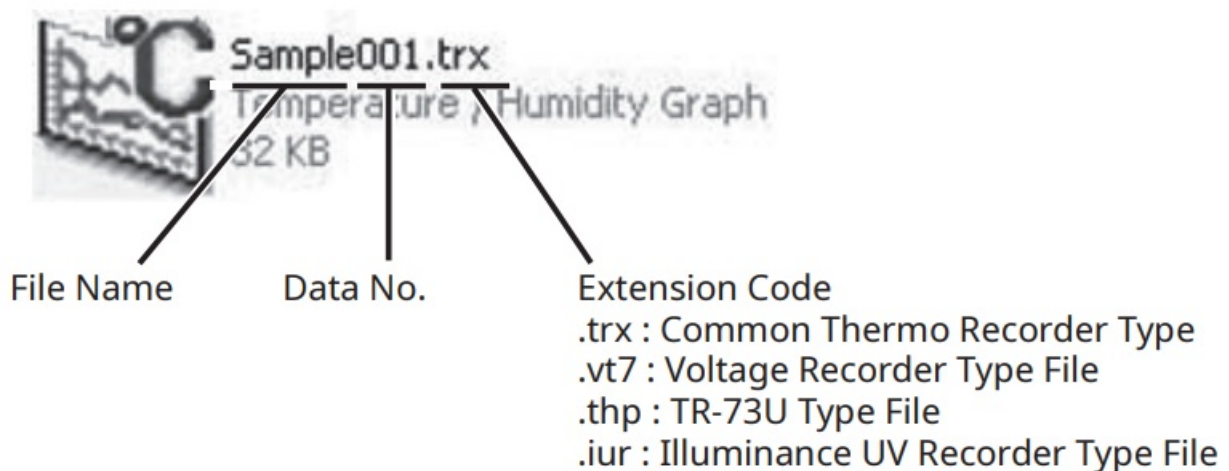 °C
Sample001.trx
Temperature / Humidity Graph
32 KB
File Name Data No. Extension Code
.trx : Common Thermo Recorder Type
.vt7 : Voltage Recorder Type File
.thp : TR-73U Type File
.iur : Illuminance UV Recorder Type File